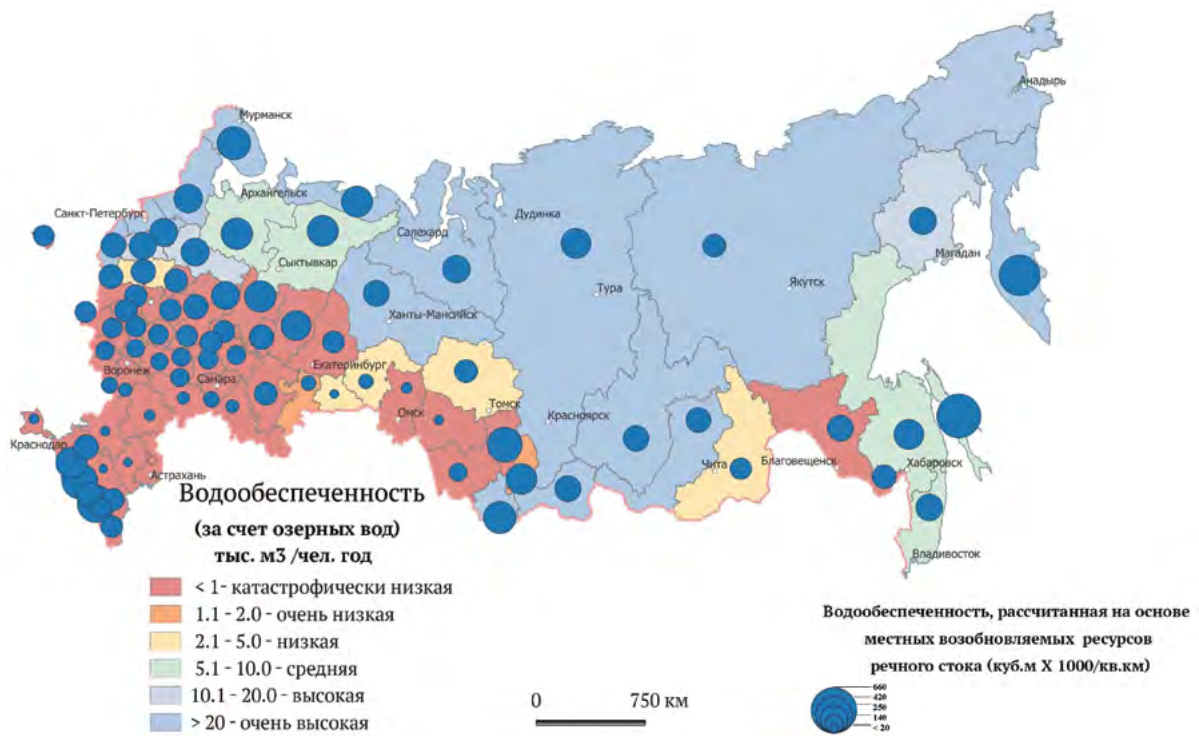 Анадырь
Мурманск
Архангельск
Санкт-Петербург
Дудинка
Салехард
Сыктывкар
Магадан
Якутск
Тура
Ханты-Мансийск
Екатеринбург
Воронеж
Самара
Омск
Томск
Красноярск
Краснодар
Чита
Благовещенск
Хабаровск
Астрахань
Владивосток
Водообеспеченность
(за счет озерных вод)
тыс. м3 /чел. год
< 1- катастрофически низкая
1.1 - 2.0 - очень низкая
2.1 - 5.0 - низкая
5.1 - 10.0 - средняя
10.1 - 20.0 - высокая
> 20 - очень высокая
0 750 км
Водообеспеченность, рассчитанная на основе
местных возобновляемых ресурсов
речного стока (куб.м Х 1000/кв.км)
660
420
250
140
< 20